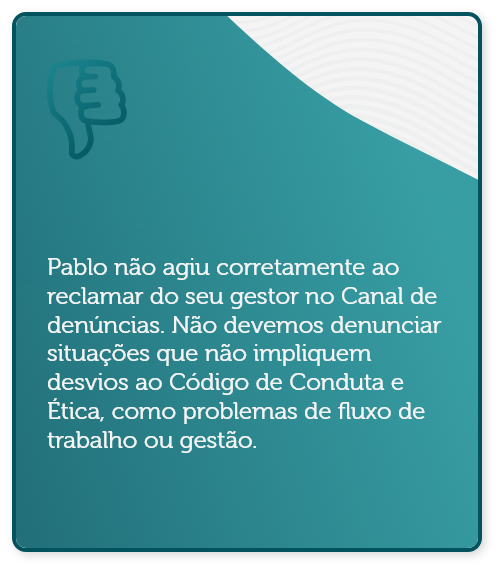 Pablo não agiu corretamente ao
reclamar do seu gestor no Canal de
denúncias. Não devemos denunciar
situações que não impliquem
desvios ao Código de Conduta e
Ética, como problemas de fluxo de
trabalho ou gestão.